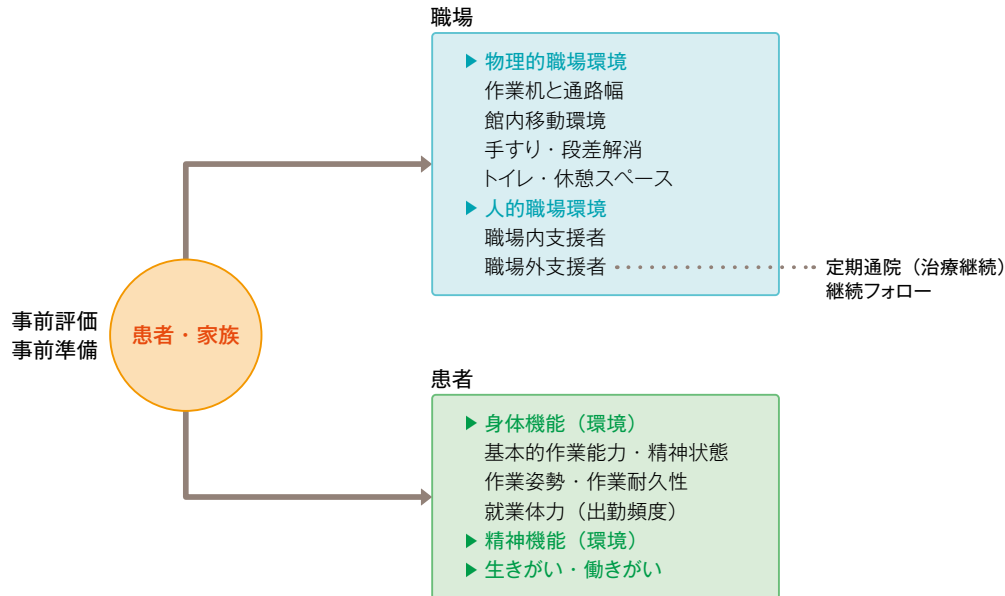 職場
▶ 物理的職場環境
作業机と通路幅
館内移動環境
手すり・段差解消
トイレ・休憩スペース
▶ 人的職場環境
職場内支援者
職場外支援者
定期通院（治療継続）
継続フォロー
事前評価
事前準備
患者・家族
患者
▶ 身体機能（環境）
基本的作業能力・精神状態
作業姿勢・作業耐久性
就業体力（出勤頻度）
▶ 精神機能（環境）
▶ 生きがい・働きがい